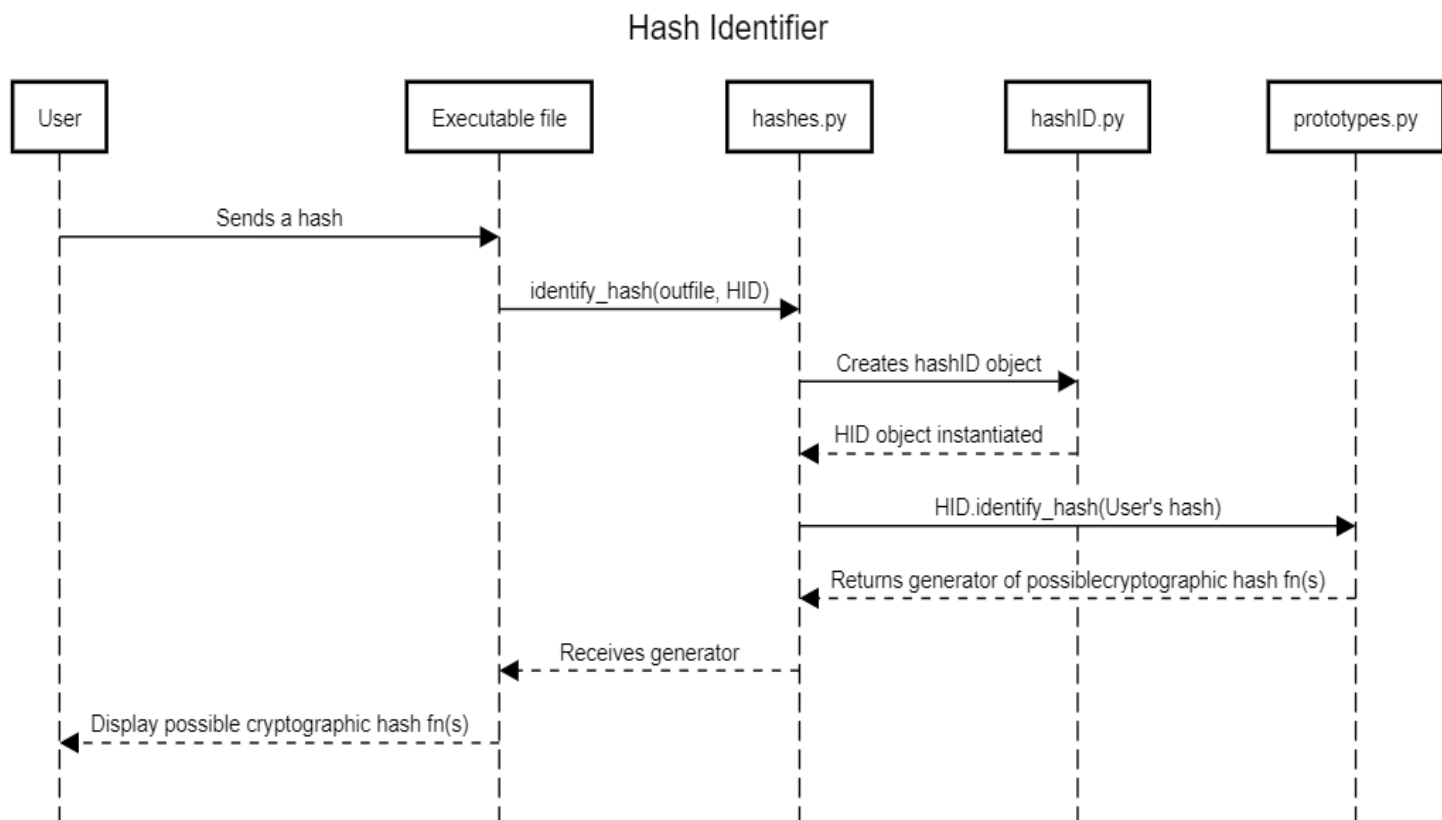 Hash Identifier
User
Executable file
hashes.py
hashID.py
prototypes.py
Sends a hash
identify_hash(outfile, HID)
Creates hashID object
HID object instantiated
HID.identify_hash(User's hash)
Returns generator of possiblecryptographic hash fn(s)
Receives generator
Display possible cryptographic hash fn(s)